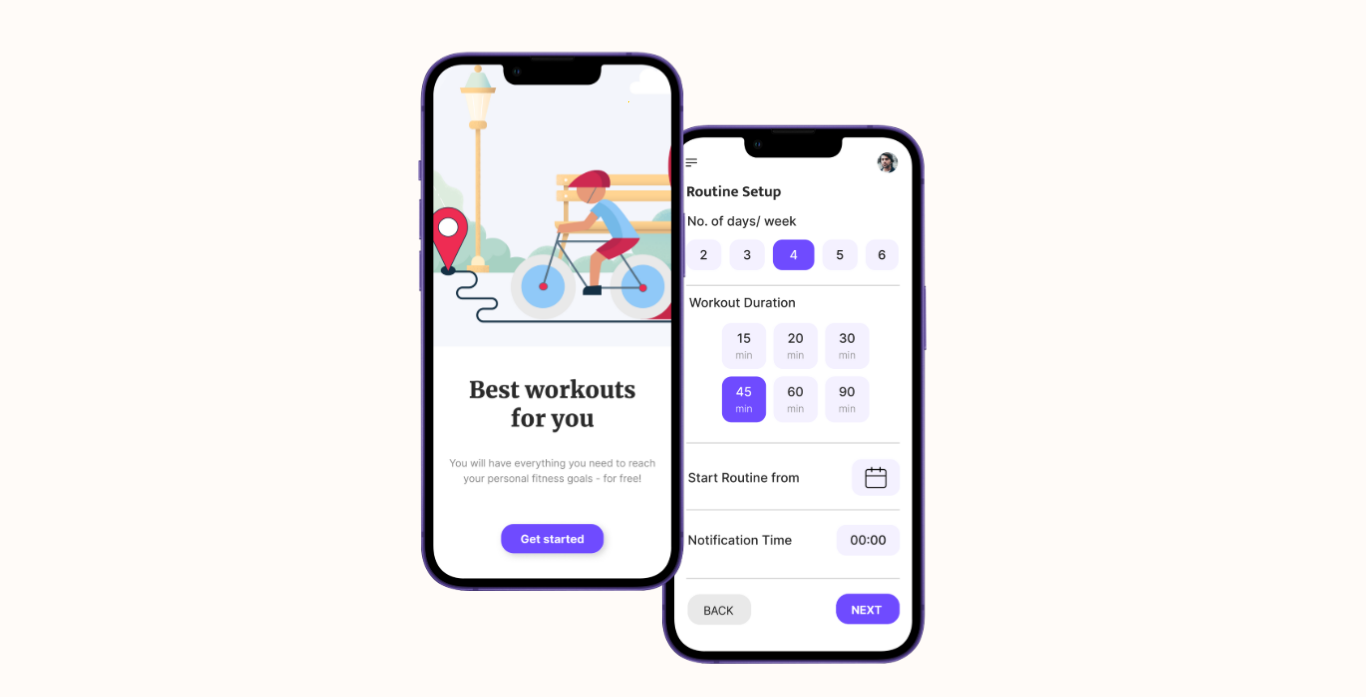 Best workouts
for you
You will have everything you need to reach
your personal fitness goals - for free!
Get started
Routine Setup
No. of days/ week
2 3 4 5 6
Workout Duration
15 20 30
min min min
45 60 90
min min min
Start Routine from
Notification Time 00:00
BACK NEXT